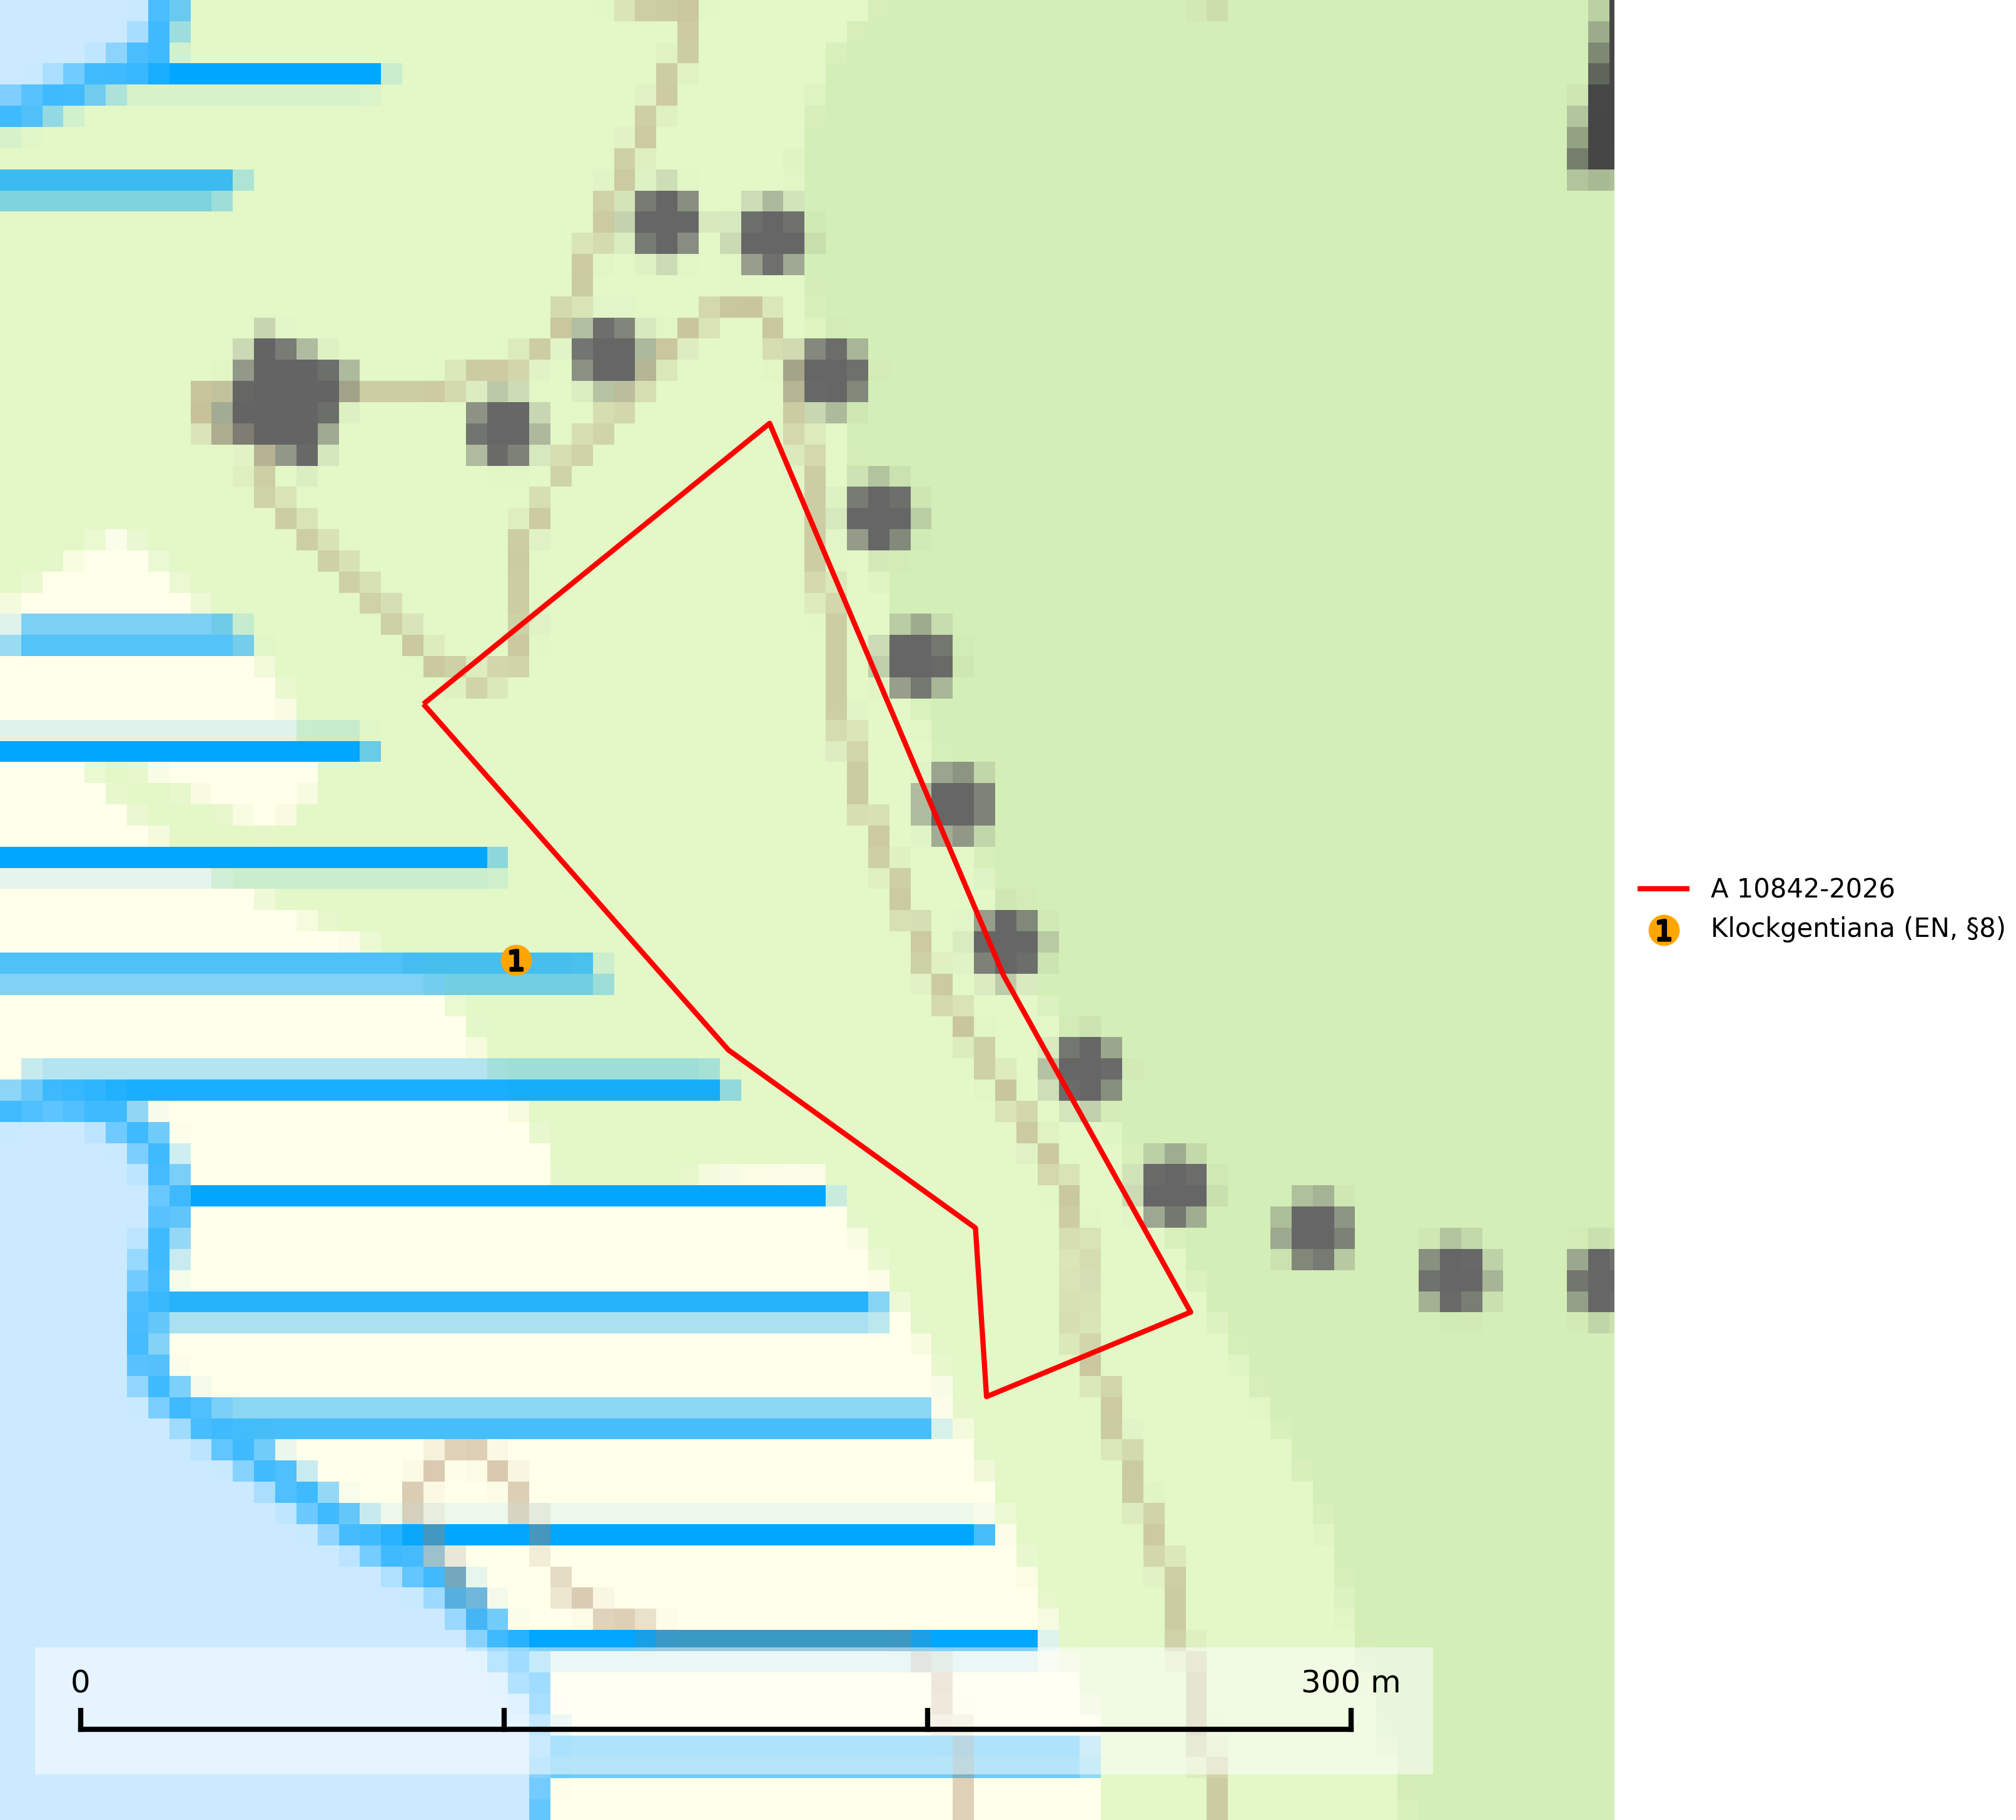 A 10842-2026
1 Klockgentiana (EN, §8)
1
0 300 m